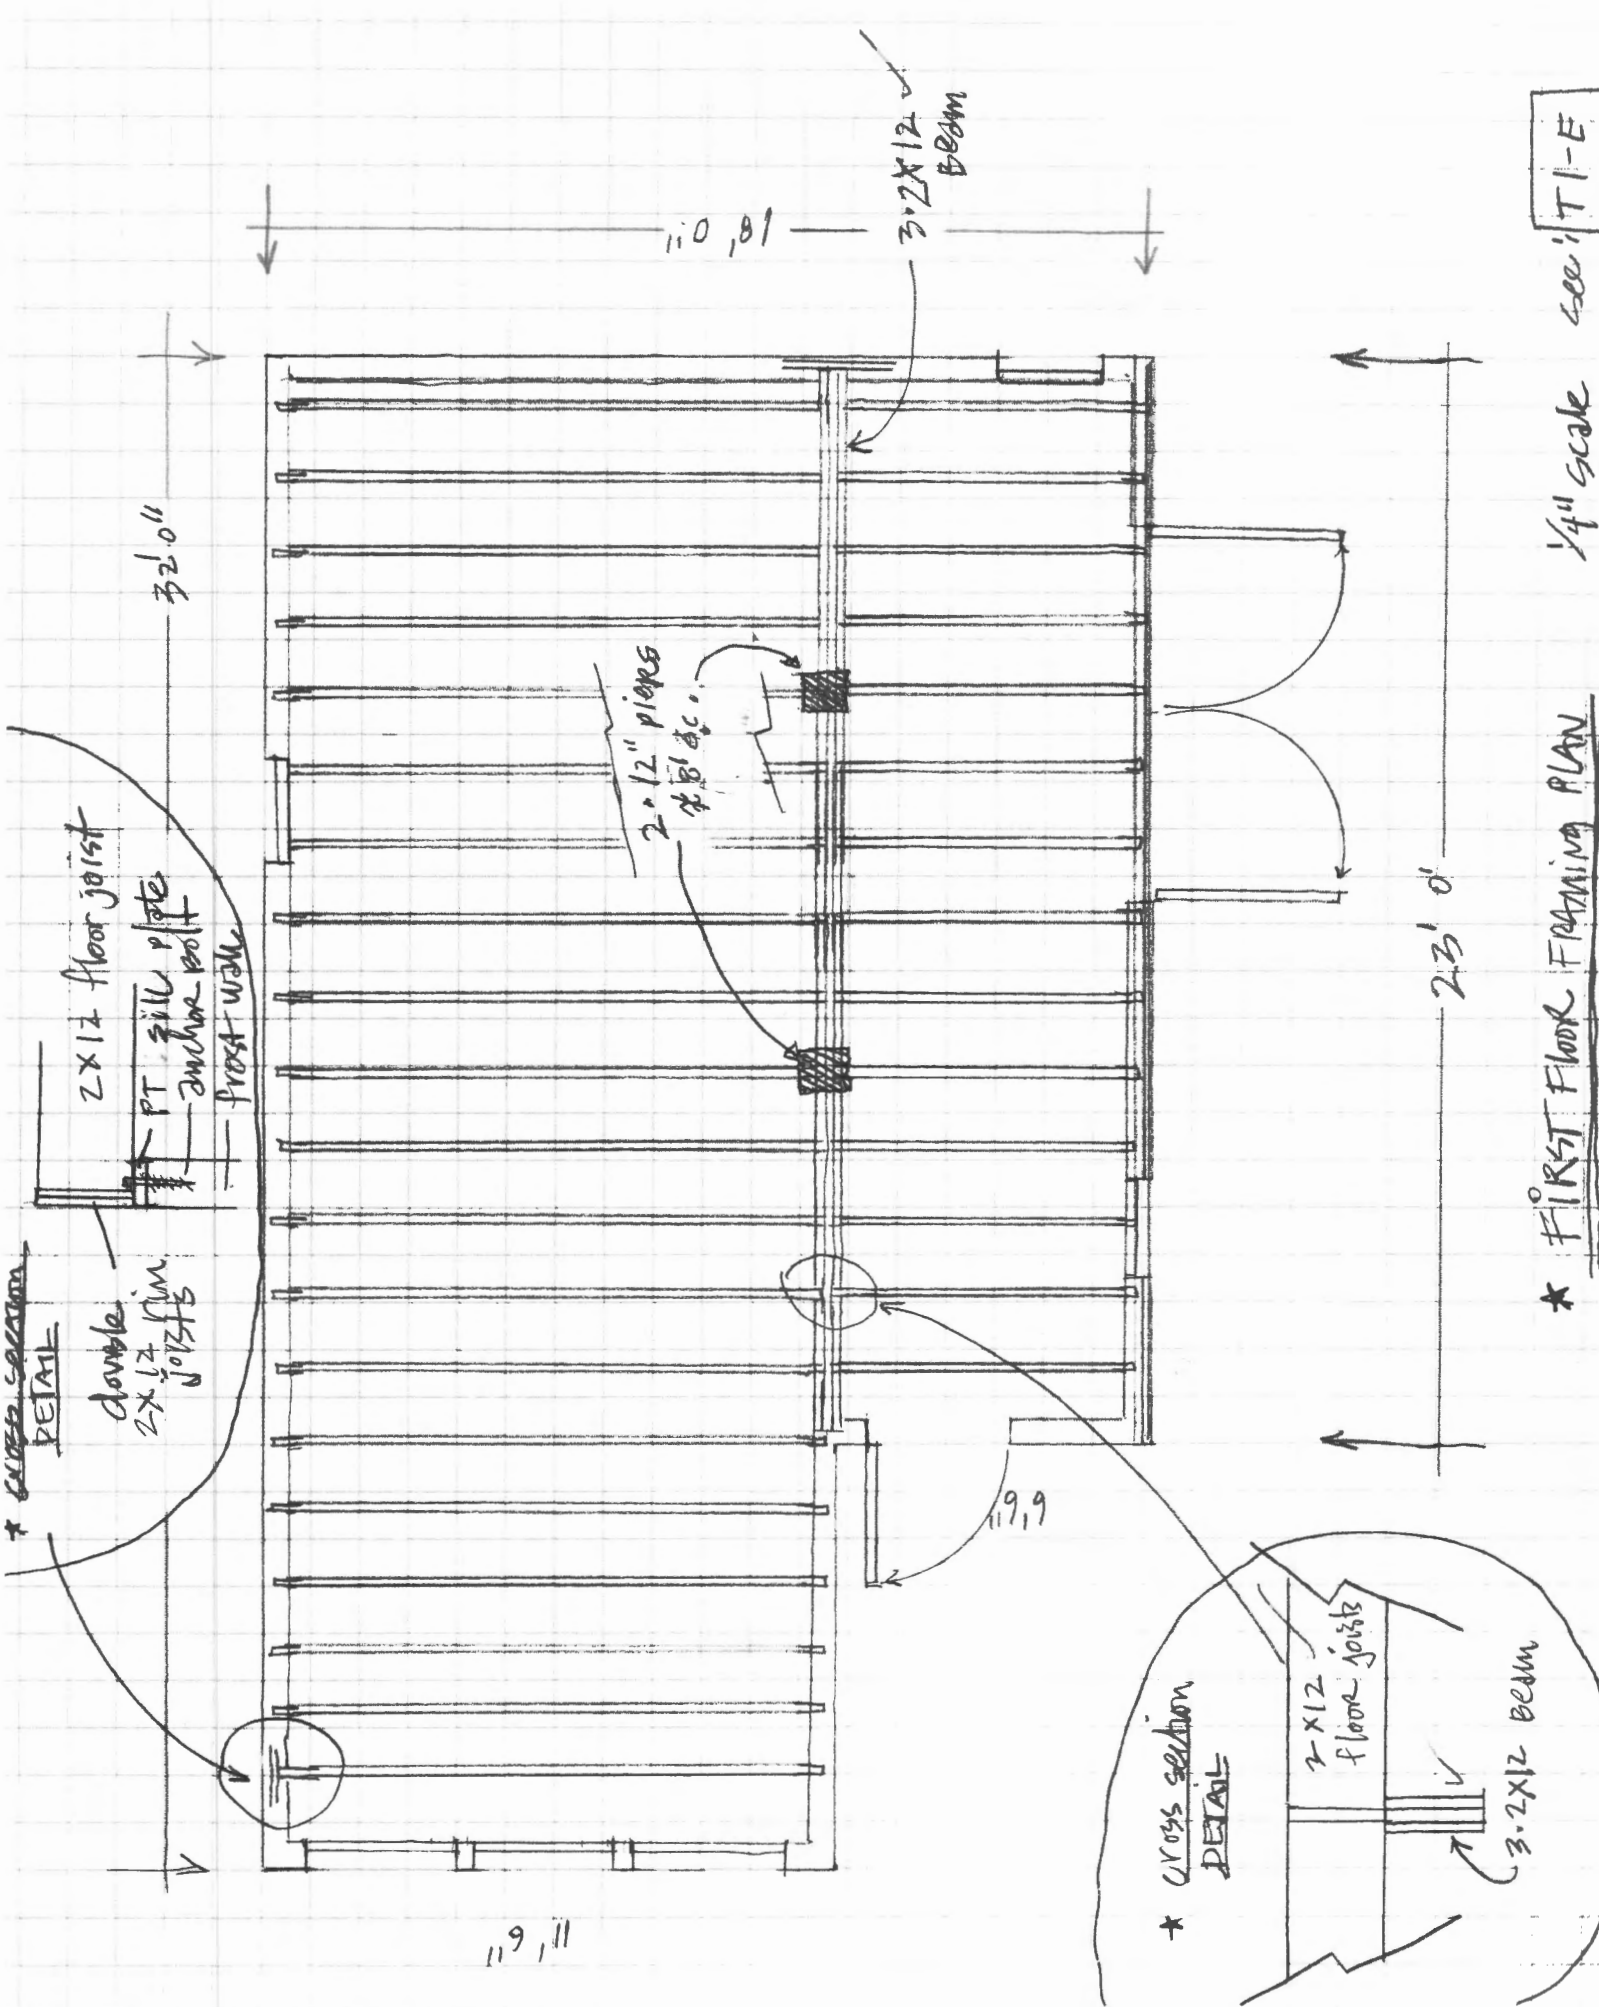 * cross section
DETAIL
double
2x12 rim
joists
2x12 floor joist
PT sill plate
anchor bolt
frost wall
32'.0"
18' 0"
3.2x12
Beam
2.12" piers
8' o.c.
11' 6"
6'6"
23' 0"
* cross section
DETAIL
2x12
floor joists
3.2x12 Beam
* FIRST FLOOR FRAMING PLAN
1/4" scale see: T1-E